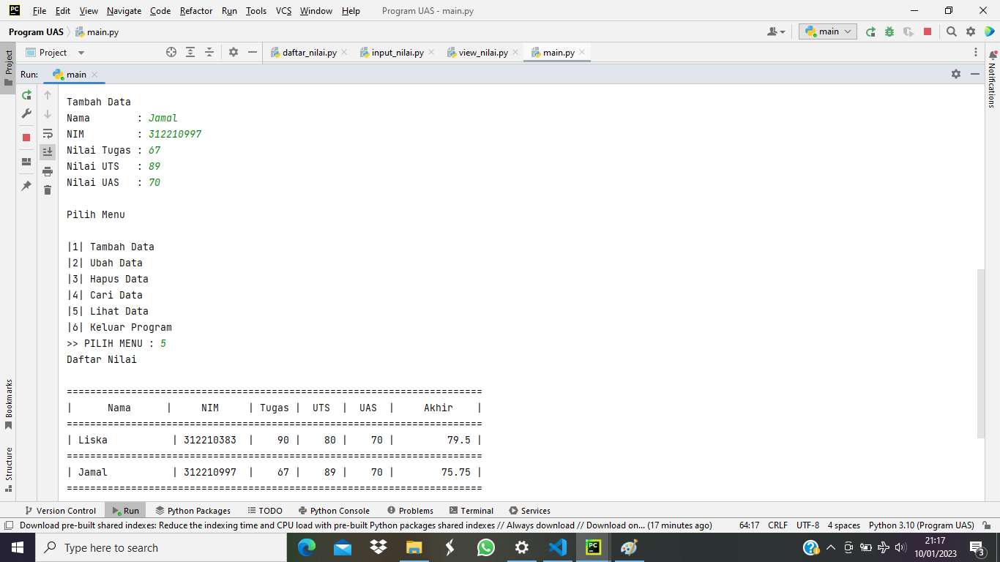 PC File Edit View Navigate Code Refactor Run Tools VCS Window Help Program UAS - main.py
Program UAS main.py main
Project daftar_nilai.py input_nilai.py view_nilai.py main.py
Project
Notifications
Run: main
Tambah Data
Nama : Jamal
NIM : 312210997
Nilai Tugas : 67
Nilai UTS : 89
Nilai UAS : 70
Pilih Menu
|1| Tambah Data
|2| Ubah Data
|3| Hapus Data
|4| Cari Data
|5| Lihat Data
|6| Keluar Program
>> PILIH MENU : 5
Daftar Nilai
=======================================================================
| Nama | NIM | Tugas | UTS | UAS | Akhir |
=======================================================================
| Liska | 312210383 | 90 | 80 | 70 | 79.5 |
=======================================================================
| Jamal | 312210997 | 67 | 89 | 70 | 75.75 |
=======================================================================
Bookmarks
Structure
Version Control Run Python Packages TODO Python Console Problems Terminal Services
Download pre-built shared indexes: Reduce the indexing time and CPU load with pre-built Python packages shared indexes // Always download // Download on... (17 minutes ago) 64:17 CRLF UTF-8 4 spaces Python 3.10 (Program UAS)
Type here to search PC 21:17
10/01/2023 3